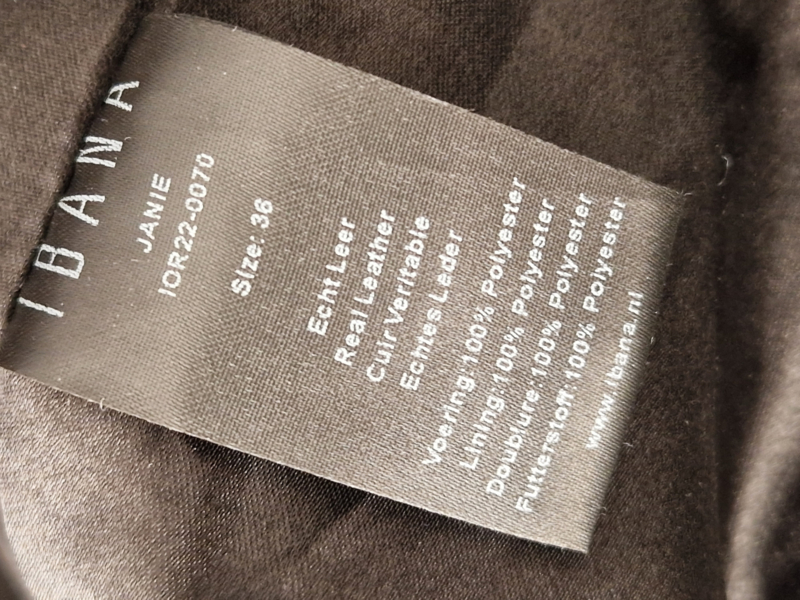 IBANA
JANIE
IOR22-0070
Size: 36
Echt Leer
Real Leather
Cuir Veritable
Echtes Leder
Voering:100% Polyester
Lining:100% Polyester
Doublure:100% Polyester
Futterstoff:100% Polyester
www.ibana.nl